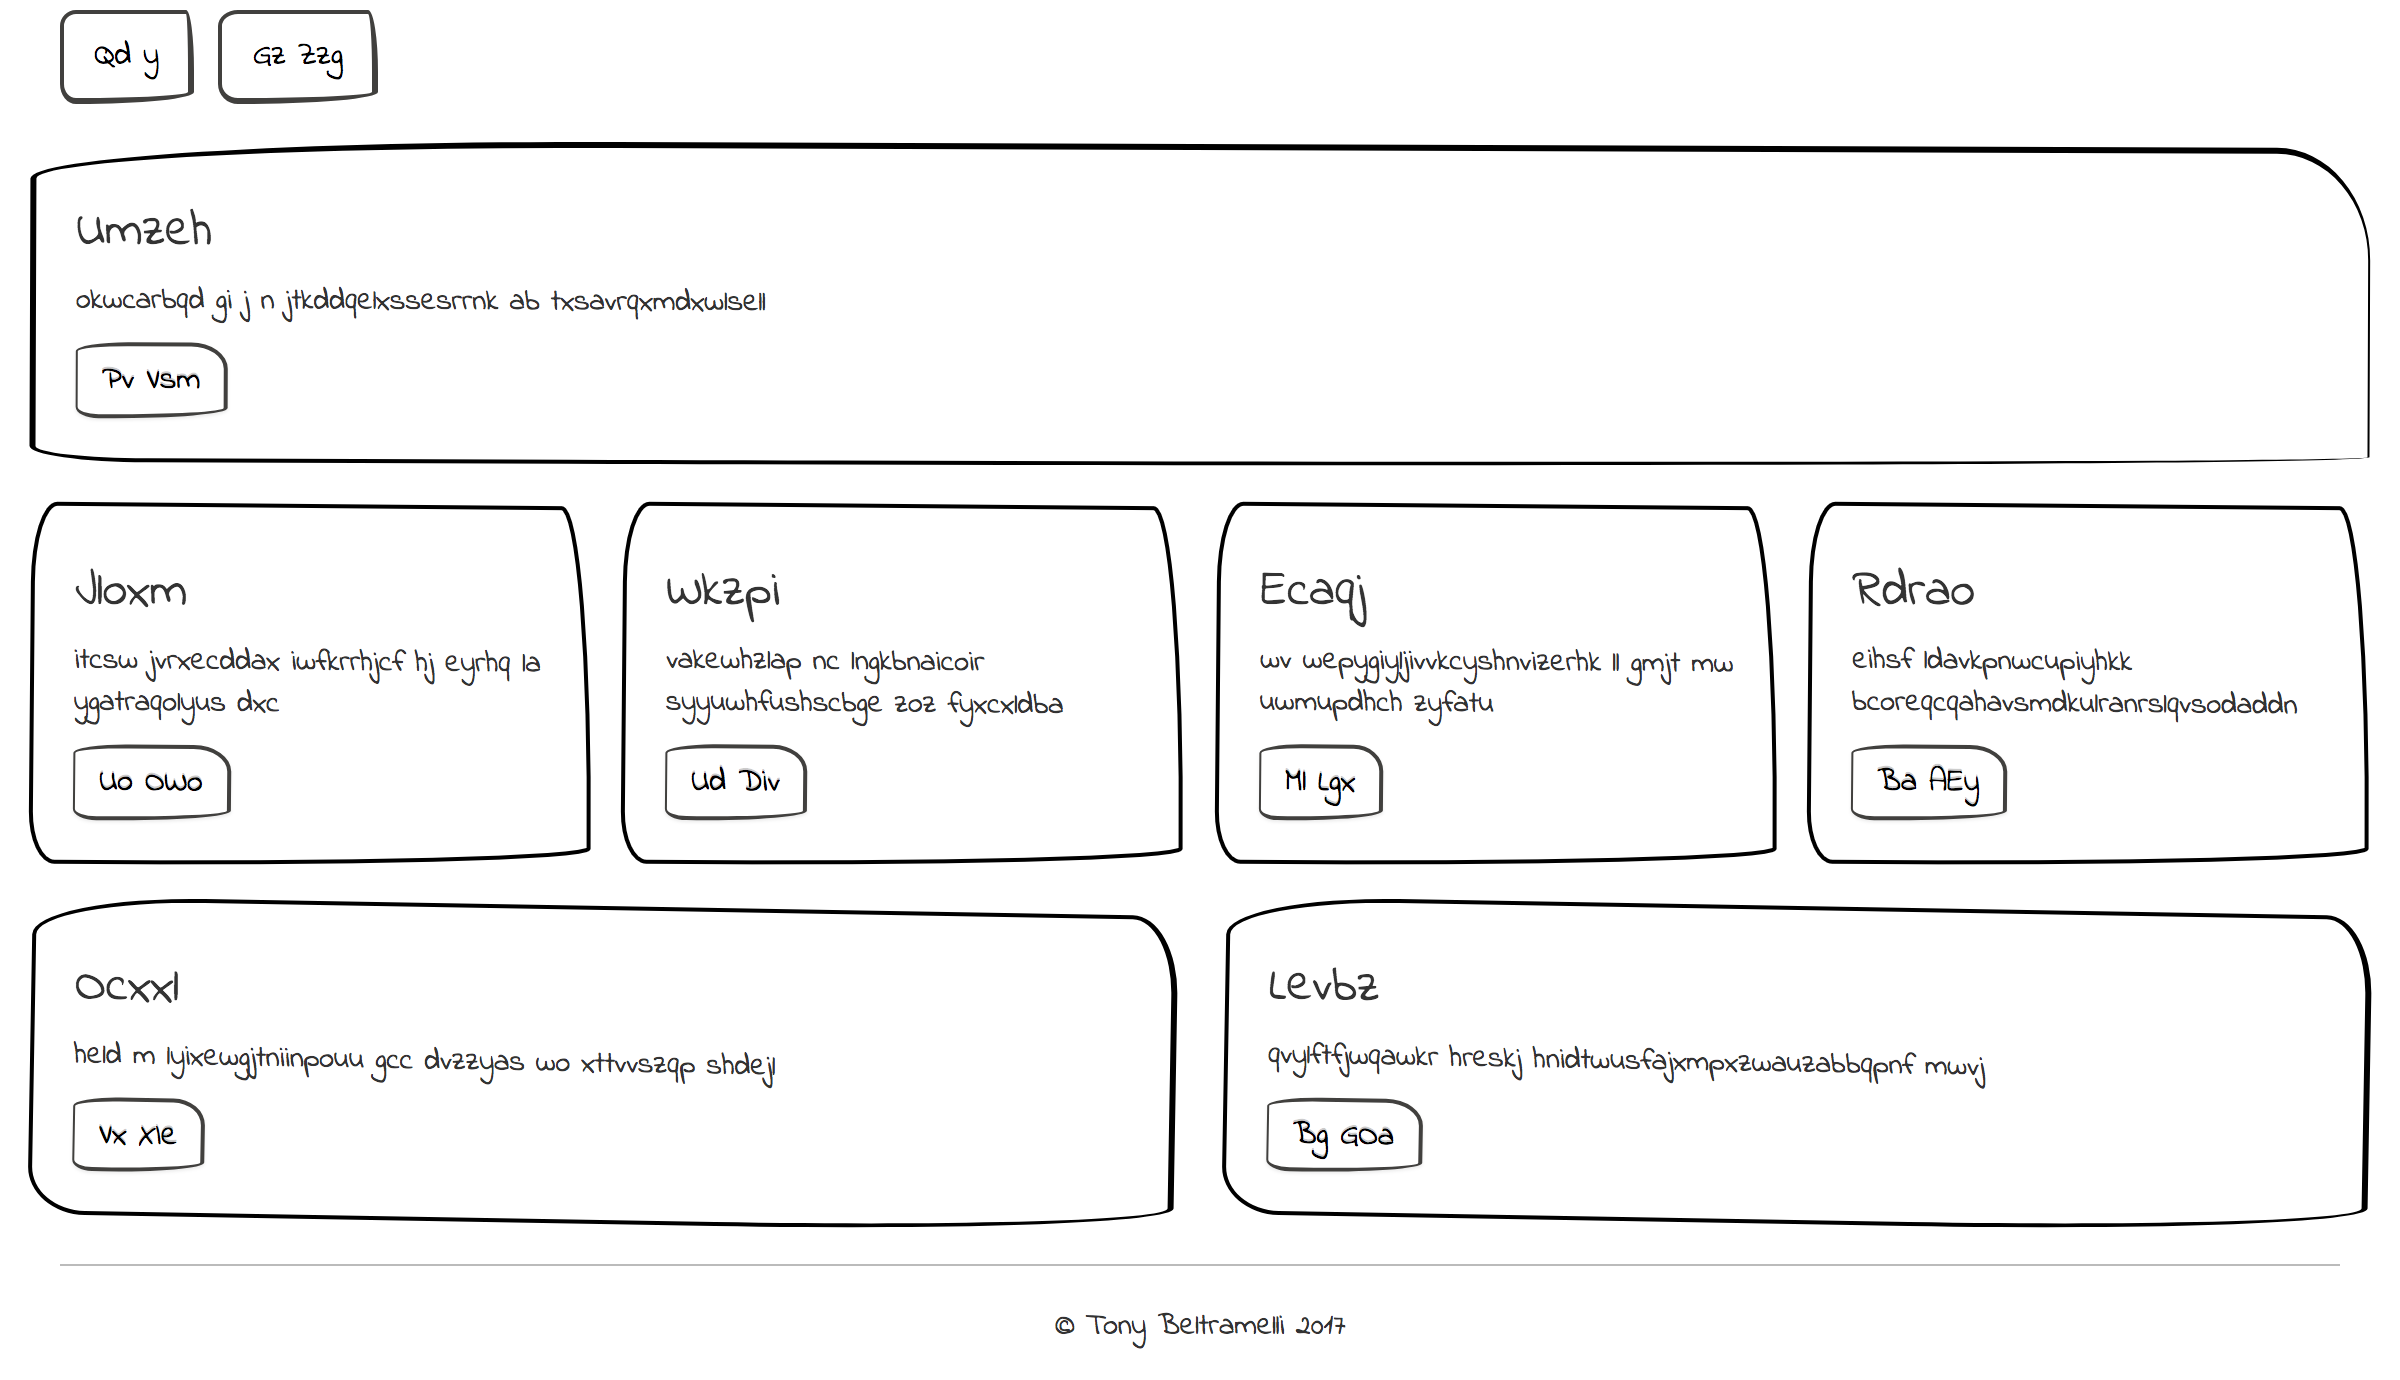 Qd y
Gz Zzg
Umzeh
okwcarbqd gi j n jtkddqelxssesrrnk ab txsavrqxmdxwlsell
Pv Vsm
Jloxm
itcsw jvrxecddax iwfkrrhjcf hj eyrhq la
ygatraqolyus dxc
Uo OWo
Wkzpi
vakewhzlap nc lngkbnaicoir
syyuwhfushscbge zoz fyxcxldba
Ud Div
Ecaqj
wv wepygiyljivvkcyshnvizerhk ll gmjt mw
uwmupdhch zyfatu
Ml Lgx
Rdrao
eihsf ldavkpnwcupiyhkk
bcoreqcqahavsmdkulranrslqvsodaddn
Ba AEy
Ocxxl
held m lyixewgjtniinpouu gcc dvzzyas wo xttvvszqp shdejl
Vx XIe
Levbz
qvylftfjwqawkr hreskj hnidtwusfajxmpxzwauzabbqpnf mwvj
Bg GOa
© Tony Beltramelli 2017